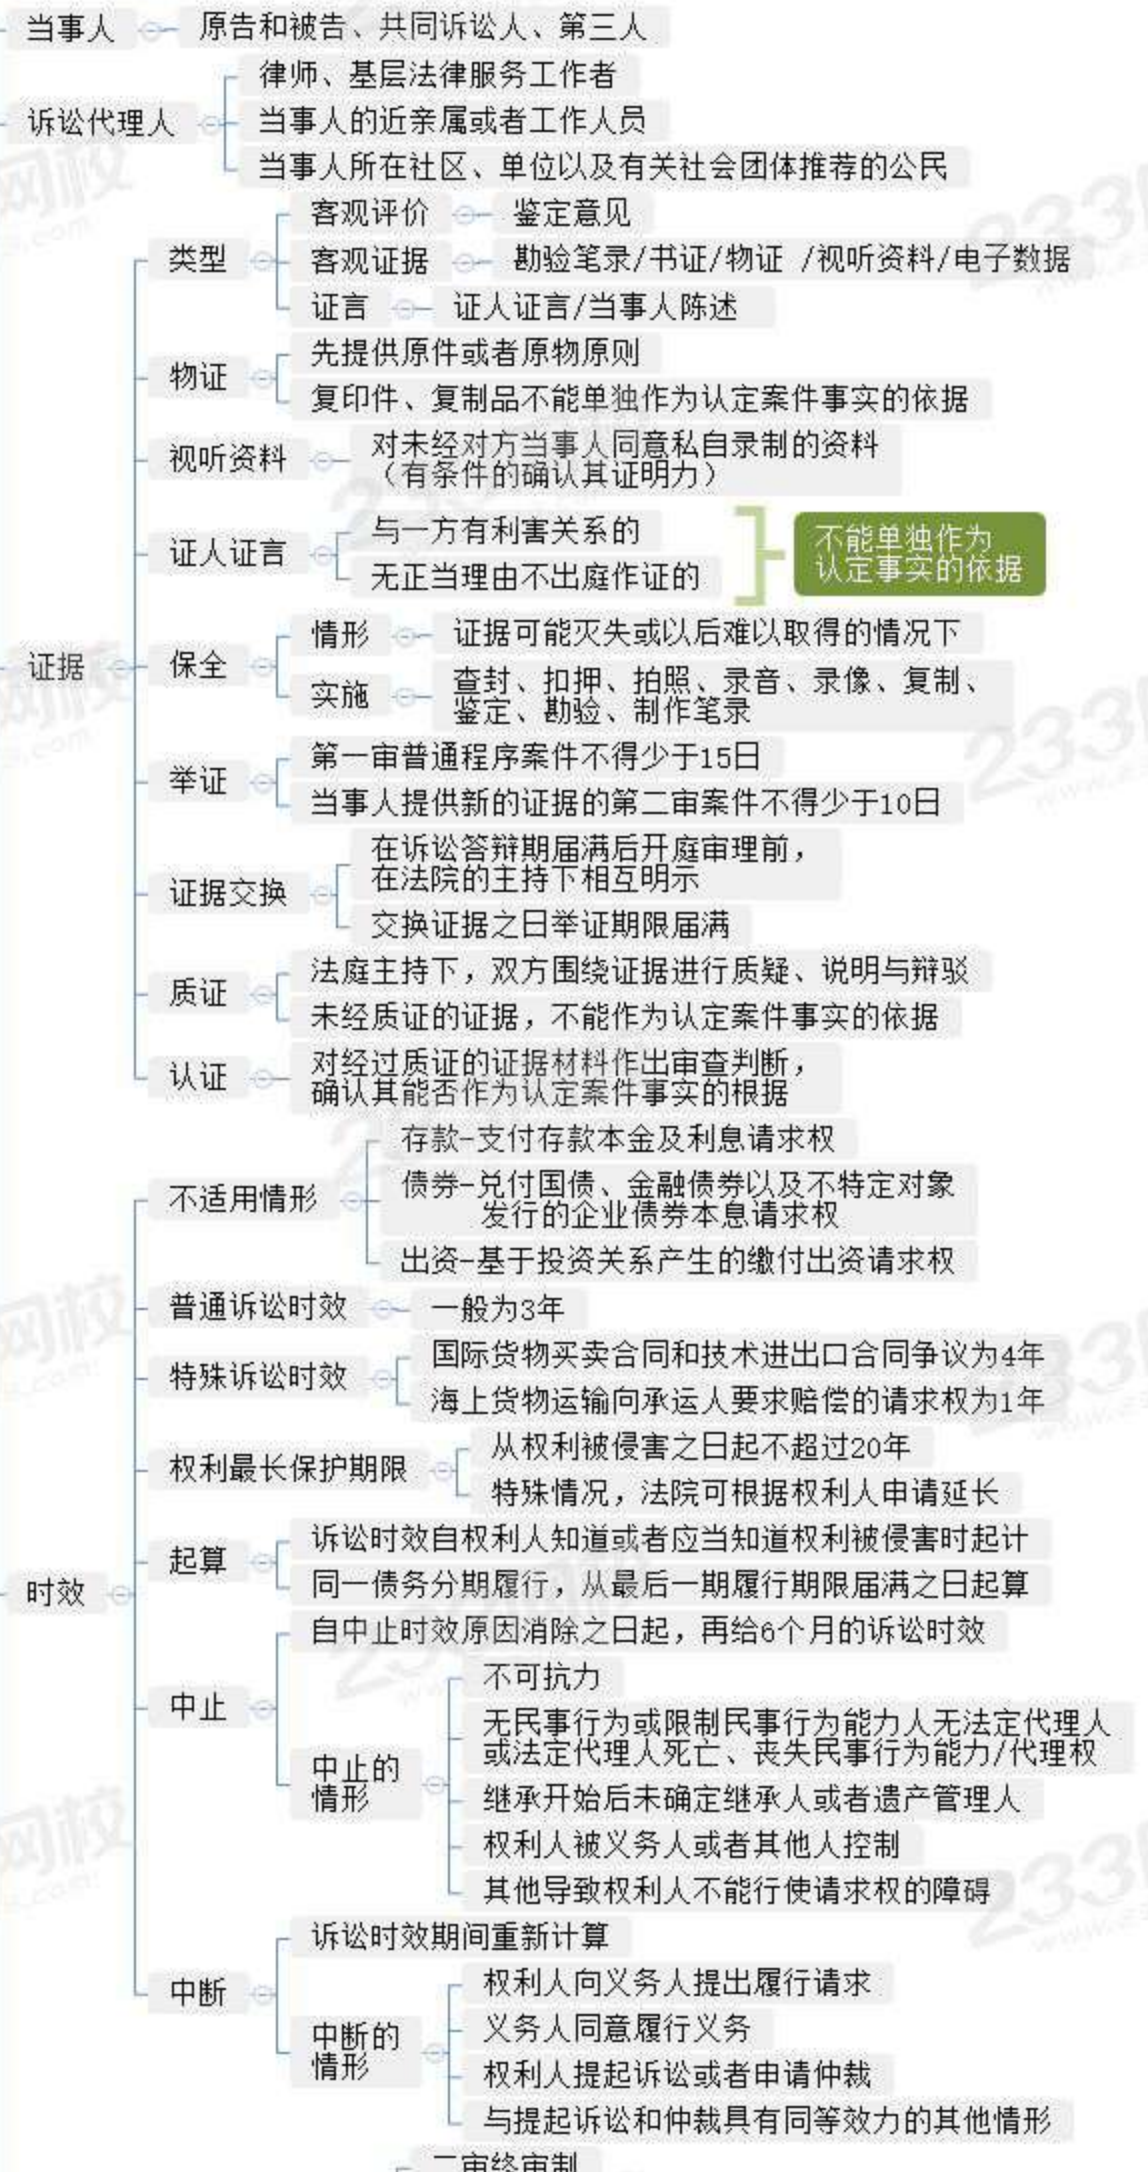 当事人
原告和被告、共同诉讼人、第三人
诉讼代理人
律师、基层法律服务工作者
当事人的近亲属或者工作人员
当事人所在社区、单位以及有关社会团体推荐的公民
证据
类型
客观评价
鉴定意见
客观证据
勘验笔录/书证/物证 /视听资料/电子数据
证言
证人证言/当事人陈述
物证
先提供原件或者原物原则
复印件、复制品不能单独作为认定案件事实的依据
视听资料
对未经对方当事人同意私自录制的资料
（有条件的确认其证明力）
证人证言
与一方有利害关系的
无正当理由不出庭作证的
不能单独作为
认定事实的依据
保全
情形
证据可能灭失或以后难以取得的情况下
实施
查封、扣押、拍照、录音、录像、复制、
鉴定、勘验、制作笔录
举证
第一审普通程序案件不得少于15日
当事人提供新的证据的第二审案件不得少于10日
证据交换
在诉讼答辩期届满后开庭审理前，
在法院的主持下相互明示
交换证据之日举证期限届满
质证
法庭主持下，双方围绕证据进行质疑、说明与辩驳
未经质证的证据，不能作为认定案件事实的依据
认证
对经过质证的证据材料作出审查判断，
确认其能否作为认定案件事实的根据
时效
不适用情形
存款-支付存款本金及利息请求权
债券-兑付国债、金融债券以及不特定对象
发行的企业债券本息请求权
出资-基于投资关系产生的缴付出资请求权
普通诉讼时效
一般为3年
特殊诉讼时效
国际货物买卖合同和技术进出口合同争议为4年
海上货物运输向承运人要求赔偿的请求权为1年
权利最长保护期限
从权利被侵害之日起不超过20年
特殊情况，法院可根据权利人申请延长
起算
诉讼时效自权利人知道或者应当知道权利被侵害时起计
同一债务分期履行，从最后一期履行期限届满之日起算
中止
自中止时效原因消除之日起，再给6个月的诉讼时效
中止的
情形
不可抗力
无民事行为或限制民事行为能力人无法定代理人
或法定代理人死亡、丧失民事行为能力/代理权
继承开始后未确定继承人或者遗产管理人
权利人被义务人或者其他人控制
其他导致权利人不能行使请求权的障碍
中断
诉讼时效期间重新计算
中断的
情形
权利人向义务人提出履行请求
义务人同意履行义务
权利人提起诉讼或者申请仲裁
与提起诉讼和仲裁具有同等效力的其他情形
二审终审制